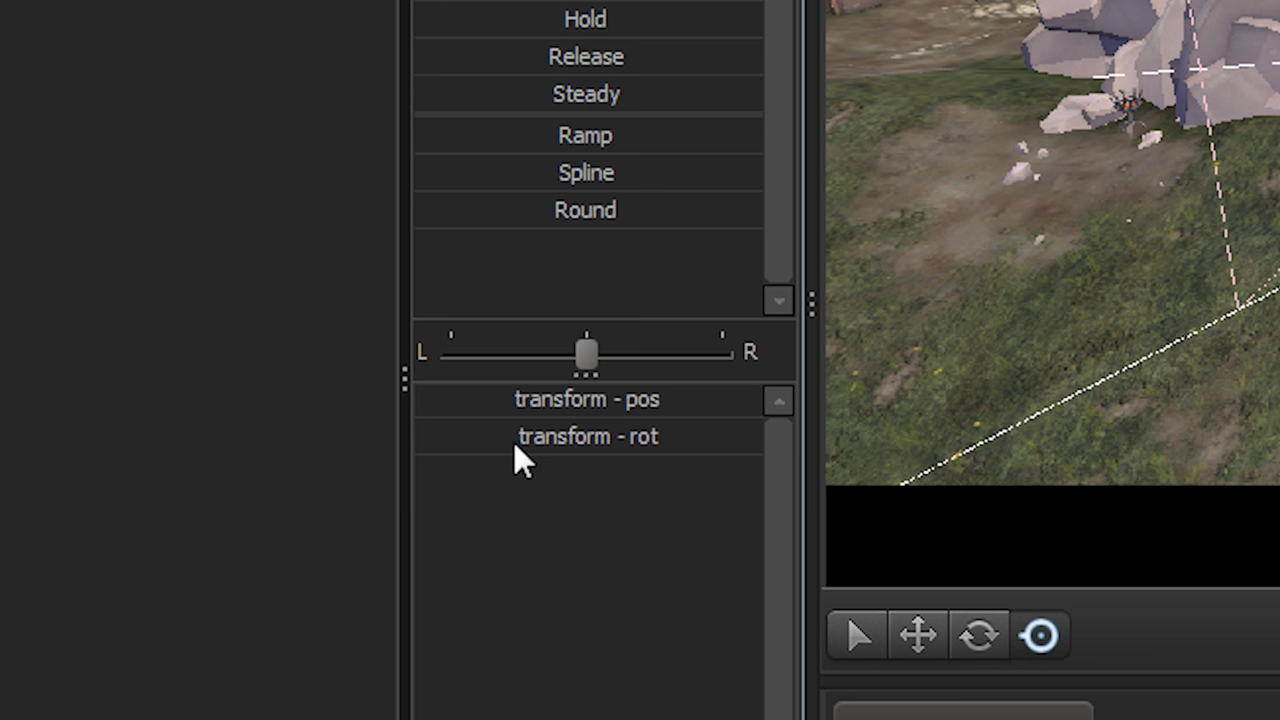 Hold
Release
Steady
Ramp
Spline
Round
L R
transform - pos
transform - rot